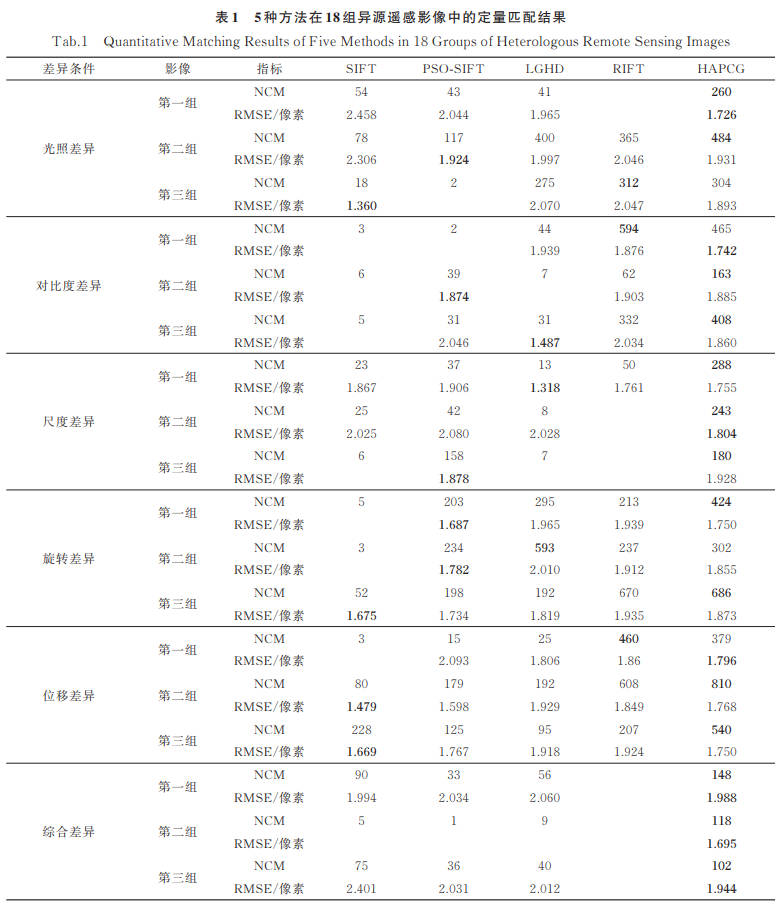 表1 5种方法在18组异源遥感影像中的定量匹配结果
Tab.1 Quantitative Matching Results of Five Methods in 18 Groups of Heterologous Remote Sensing Images
差异条件 影像 指标 SIFT PSO-SIFT LGHD RIFT HAPCG
光照差异 第一组 NCM 54 43 41 260
RMSE/像素 2.458 2.044 1.965 1.726
第二组 NCM 78 117 400 365 484
RMSE/像素 2.306 1.924 1.997 2.046 1.931
第三组 NCM 18 2 275 312 304
RMSE/像素 1.360 2.070 2.047 1.893
对比度差异 第一组 NCM 3 2 44 594 465
RMSE/像素 1.939 1.876 1.742
第二组 NCM 6 39 7 62 163
RMSE/像素 1.874 1.903 1.885
第三组 NCM 5 31 31 332 408
RMSE/像素 2.046 1.487 2.034 1.860
尺度差异 第一组 NCM 23 37 13 50 288
RMSE/像素 1.867 1.906 1.318 1.761 1.755
第二组 NCM 25 42 8 243
RMSE/像素 2.025 2.080 2.028 1.804
第三组 NCM 6 158 7 180
RMSE/像素 1.878 1.928
旋转差异 第一组 NCM 5 203 295 213 424
RMSE/像素 1.687 1.965 1.939 1.750
第二组 NCM 3 234 593 237 302
RMSE/像素 1.782 2.010 1.912 1.855
第三组 NCM 52 198 192 670 686
RMSE/像素 1.675 1.734 1.819 1.935 1.873
位移差异 第一组 NCM 3 15 25 460 379
RMSE/像素 2.093 1.806 1.86 1.796
第二组 NCM 80 179 192 608 810
RMSE/像素 1.479 1.598 1.929 1.849 1.768
第三组 NCM 228 125 95 207 540
RMSE/像素 1.669 1.767 1.918 1.924 1.750
综合差异 第一组 NCM 90 33 56 148
RMSE/像素 1.994 2.034 2.060 1.988
第二组 NCM 5 1 9 118
RMSE/像素 1.695
第三组 NCM 75 36 40 102
RMSE/像素 2.401 2.031 2.012 1.944